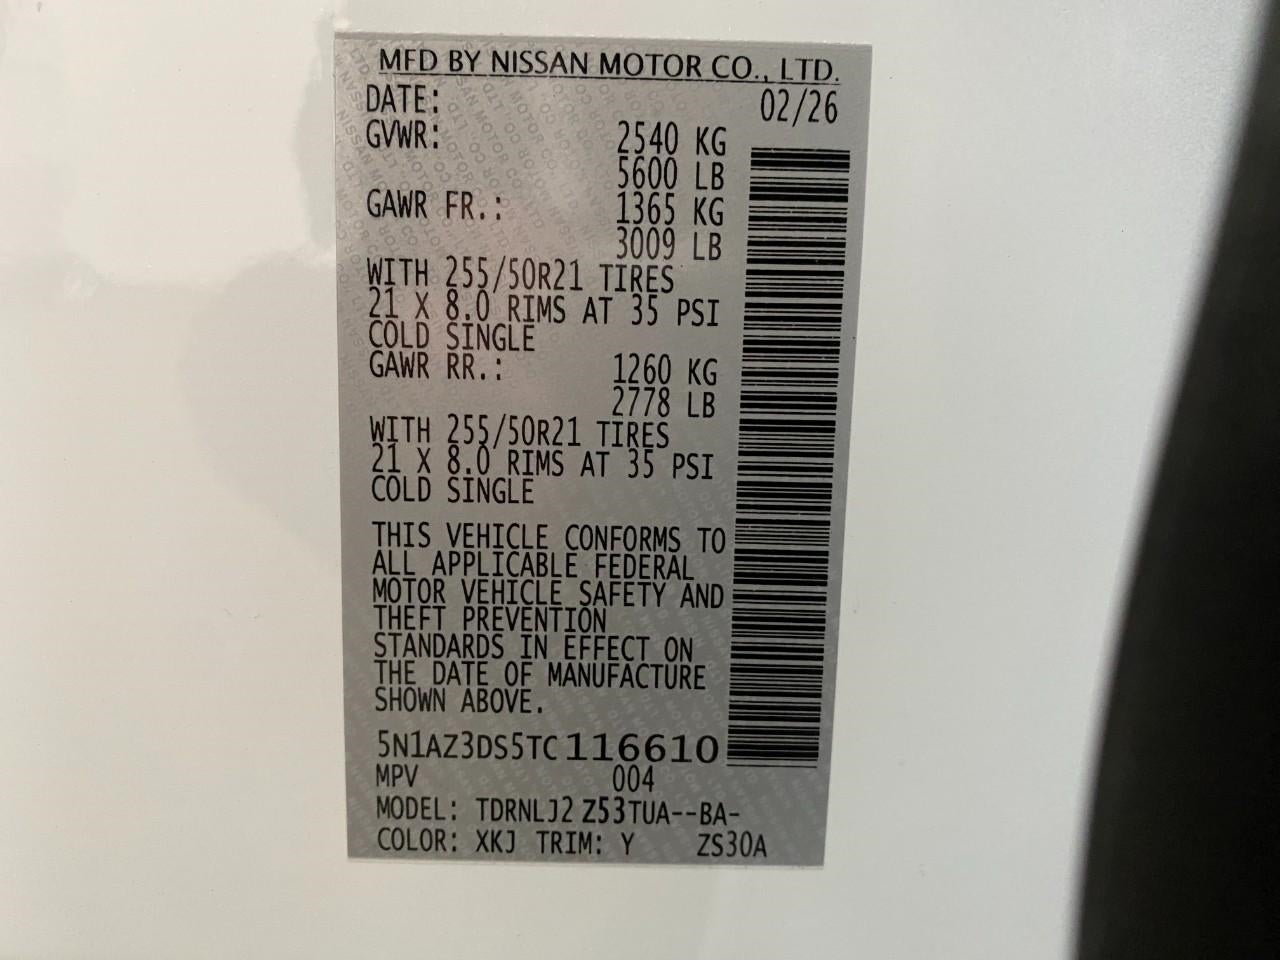 MFD BY NISSAN MOTOR CO., LTD.
DATE: 02/26
GVWR: 2540 KG
5600 LB
GAWR FR.: 1365 KG
3009 LB
WITH 255/50R21 TIRES
21 X 8.0 RIMS AT 35 PSI
COLD SINGLE
GAWR RR.: 1260 KG
2778 LB
WITH 255/50R21 TIRES
21 X 8.0 RIMS AT 35 PSI
COLD SINGLE
THIS VEHICLE CONFORMS TO
ALL APPLICABLE FEDERAL
MOTOR VEHICLE SAFETY AND
THEFT PREVENTION
STANDARDS IN EFFECT ON
THE DATE OF MANUFACTURE
SHOWN ABOVE.
5N1AZ3DS5TC116610
MPV 004
MODEL: TDRNLJ2 Z53TUA--BA-
COLOR: XKJ TRIM: Y ZS30A